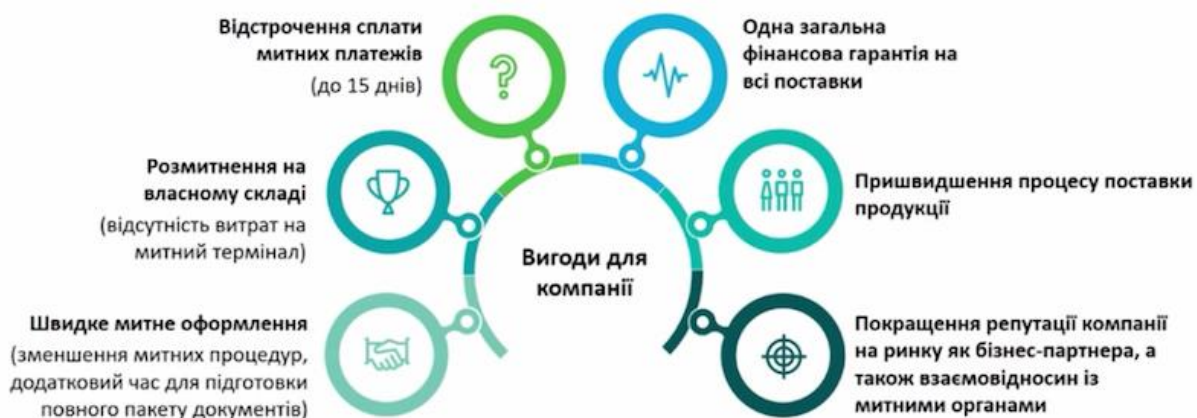 Відстрочення сплати
митних платежів
(до 15 днів)
Одна загальна
фінансова гарантія на
всі поставки
Розмитнення на
власному складі
(відсутність витрат на
митний термінал)
Пришвидшення процесу поставки
продукції
Вигоди для
компанії
Швидке митне оформлення
(зменшення митних процедур,
додатковий час для підготовки
повного пакету документів)
Покращення репутації компанії
на ринку як бізнес-партнера, а
також взаємовідносин із
митними органами